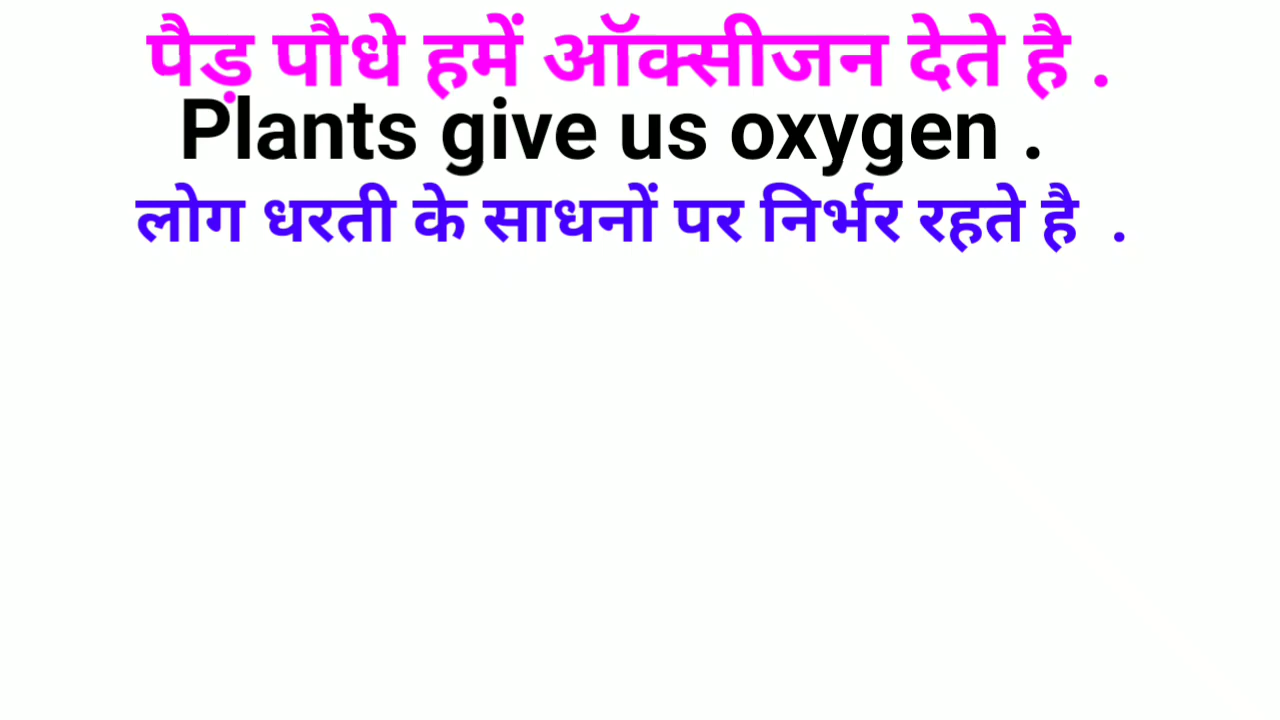 पैड़ पौधे हमें ऑक्सीजन देते है .
Plants give us oxygen .
लोग धरती के साधनों पर निर्भर रहते है .